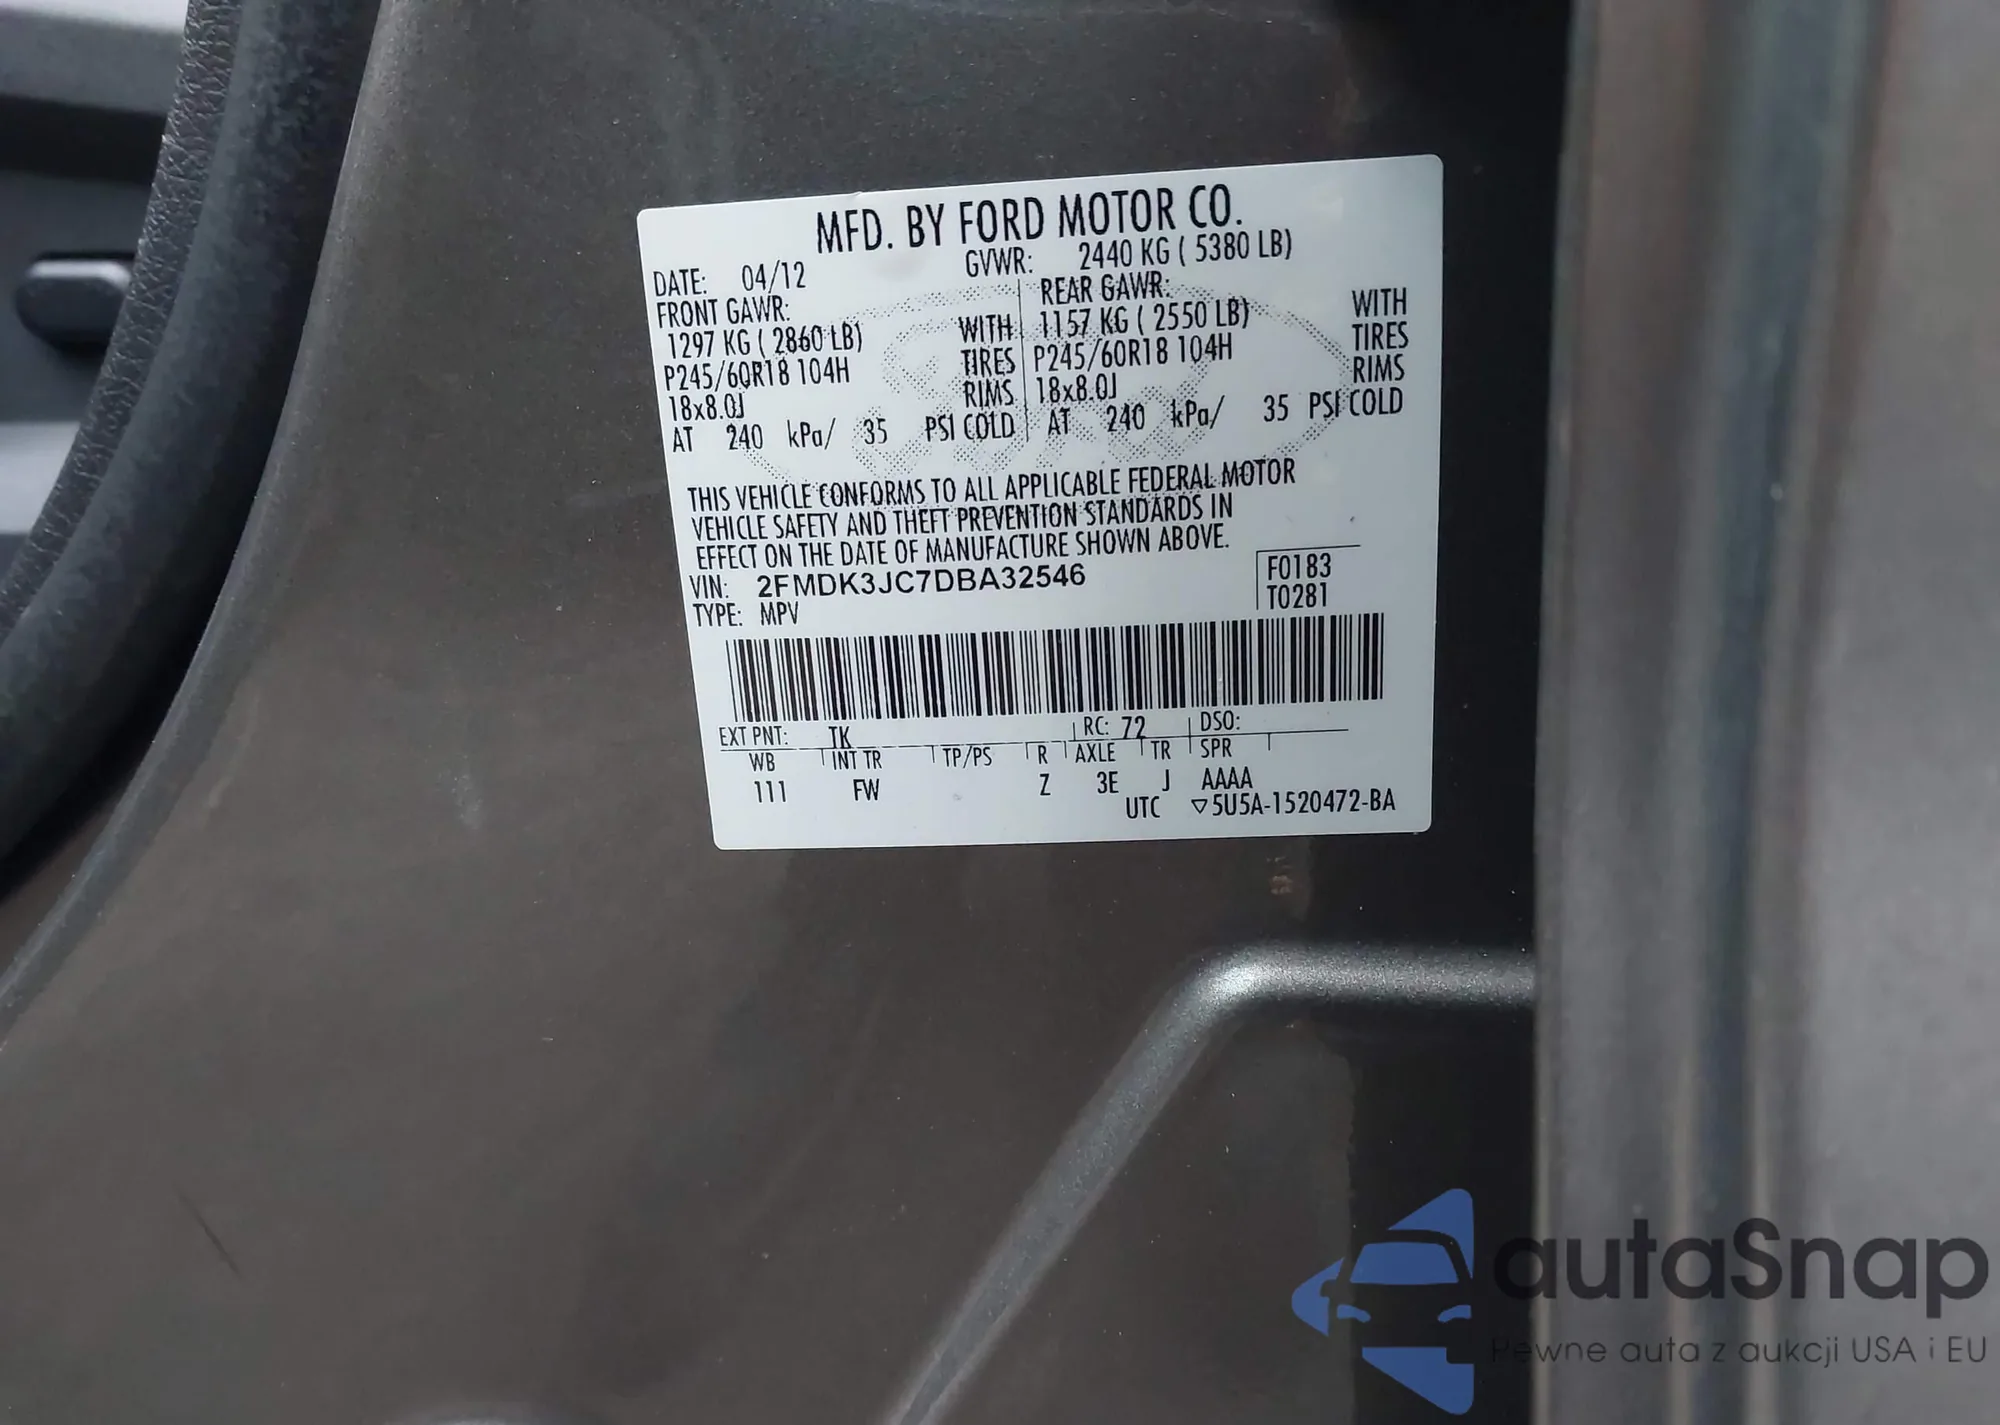 MFD. BY FORD MOTOR CO.
DATE: 04/12 GVWR: 2440 KG ( 5380 LB)
FRONT GAWR: REAR GAWR:
1297 KG ( 2860 LB) WITH 1157 KG ( 2550 LB) WITH
P245/60R18 104H TIRES P245/60R18 104H TIRES
18x8.0J RIMS 18x8.0J RIMS
AT 240 kPa/ 35 PSI COLD AT 240 kPa/ 35 PSI COLD
THIS VEHICLE CONFORMS TO ALL APPLICABLE FEDERAL MOTOR
VEHICLE SAFETY AND THEFT PREVENTION STANDARDS IN
EFFECT ON THE DATE OF MANUFACTURE SHOWN ABOVE.
VIN: 2FMDK3JC7DBA32546 F0183
TYPE: MPV T0281
EXT PNT: TK RC: 72 DSO:
WB INT TR TP/PS R AXLE TR SPR
111 FW Z 3E J AAAA
UTC ▽5U5A-1520472-BA
autaSnap
Pewne auta z aukcji USA i EU